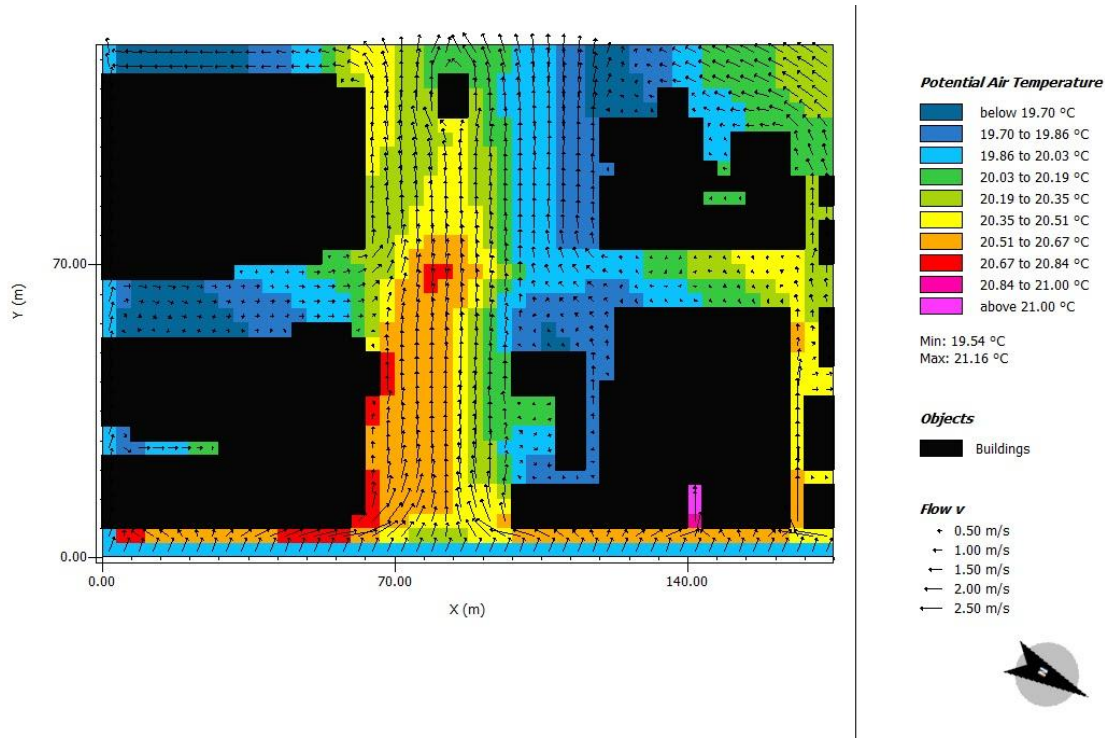 Potential Air Temperature
below 19.70 °C
19.70 to 19.86 °C
19.86 to 20.03 °C
20.03 to 20.19 °C
20.19 to 20.35 °C
20.35 to 20.51 °C
20.51 to 20.67 °C
20.67 to 20.84 °C
20.84 to 21.00 °C
above 21.00 °C
Min: 19.54 °C
Max: 21.16 °C
Objects
Buildings
Flow v
0.50 m/s
1.00 m/s
1.50 m/s
2.00 m/s
2.50 m/s
N
70.00
Y (m)
0.00
0.00 70.00 140.00
X (m)